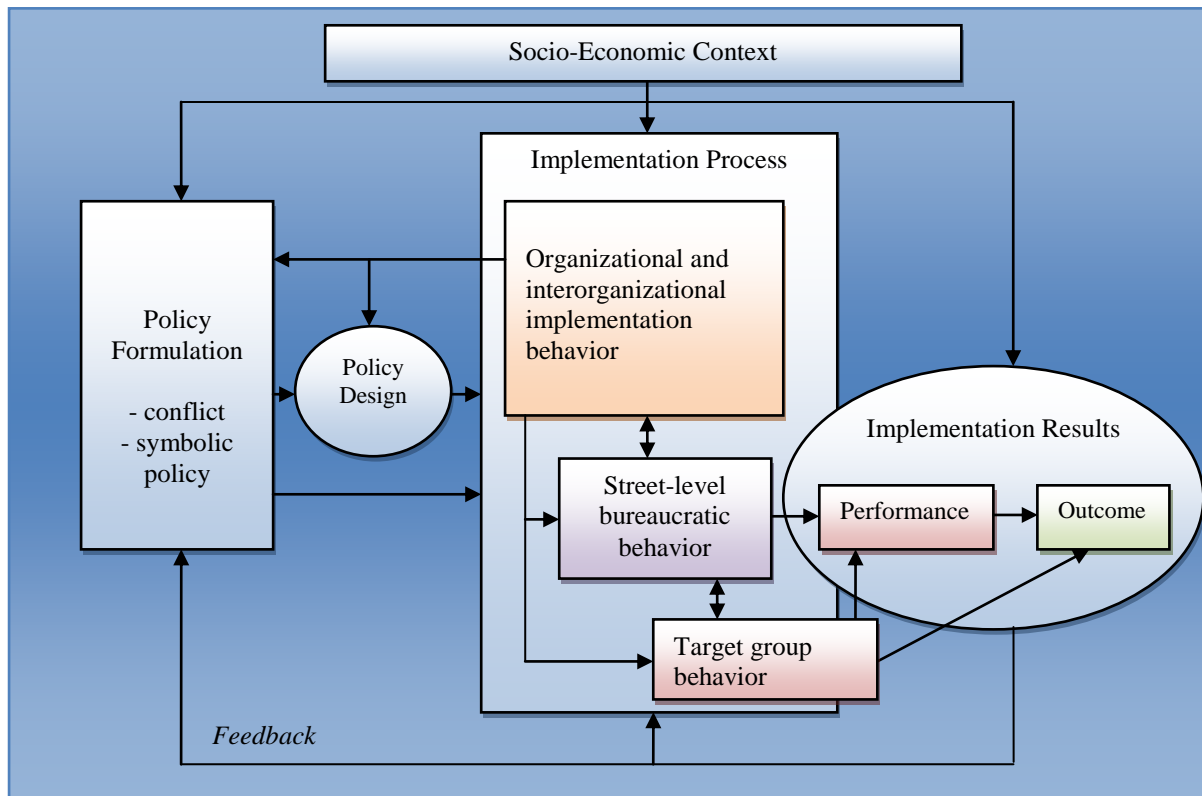 Socio-Economic Context
Implementation Process
Organizational and
interorganizational
implementation
behavior
Policy
Formulation
- conflict
- symbolic
policy
Policy
Design
Implementation Results
Street-level
bureaucratic
behavior
Performance
Outcome
Target group
behavior
Feedback